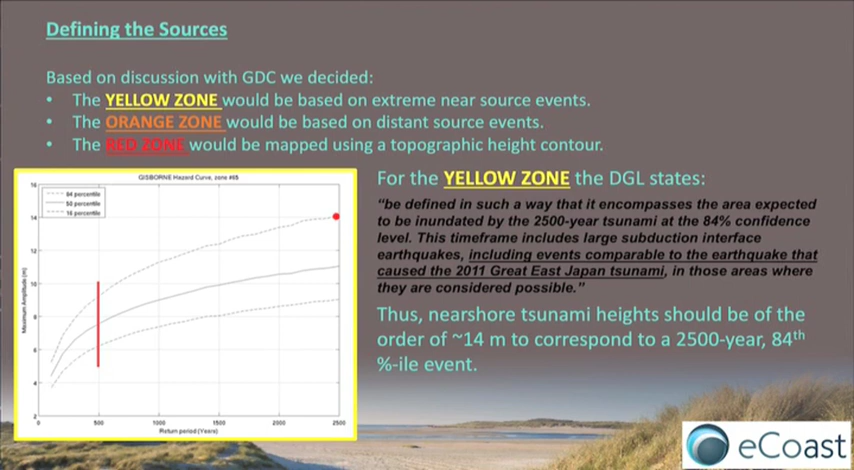 Defining the Sources
Based on discussion with GDC we decided:
• The YELLOW ZONE would be based on extreme near source events.
• The ORANGE ZONE would be based on distant source events.
• The RED ZONE would be mapped using a topographic height contour.
GISBORNE Hazard Curve, zone #65
84 percentile
50 percentile
16 percentile
16
14
12
10
8
6
4
2
Maximum Amplitude (m)
0 500 1000 1500 2000 2500
Return period (Years)
For the YELLOW ZONE the DGL states:
"be defined in such a way that it encompasses the area expected
to be inundated by the 2500-year tsunami at the 84% confidence
level. This timeframe includes large subduction interface
earthquakes, including events comparable to the earthquake that
caused the 2011 Great East Japan tsunami, in those areas where
they are considered possible."
Thus, nearshore tsunami heights should be of the
order of ~14 m to correspond to a 2500-year, 84th
%-ile event.
eCoast